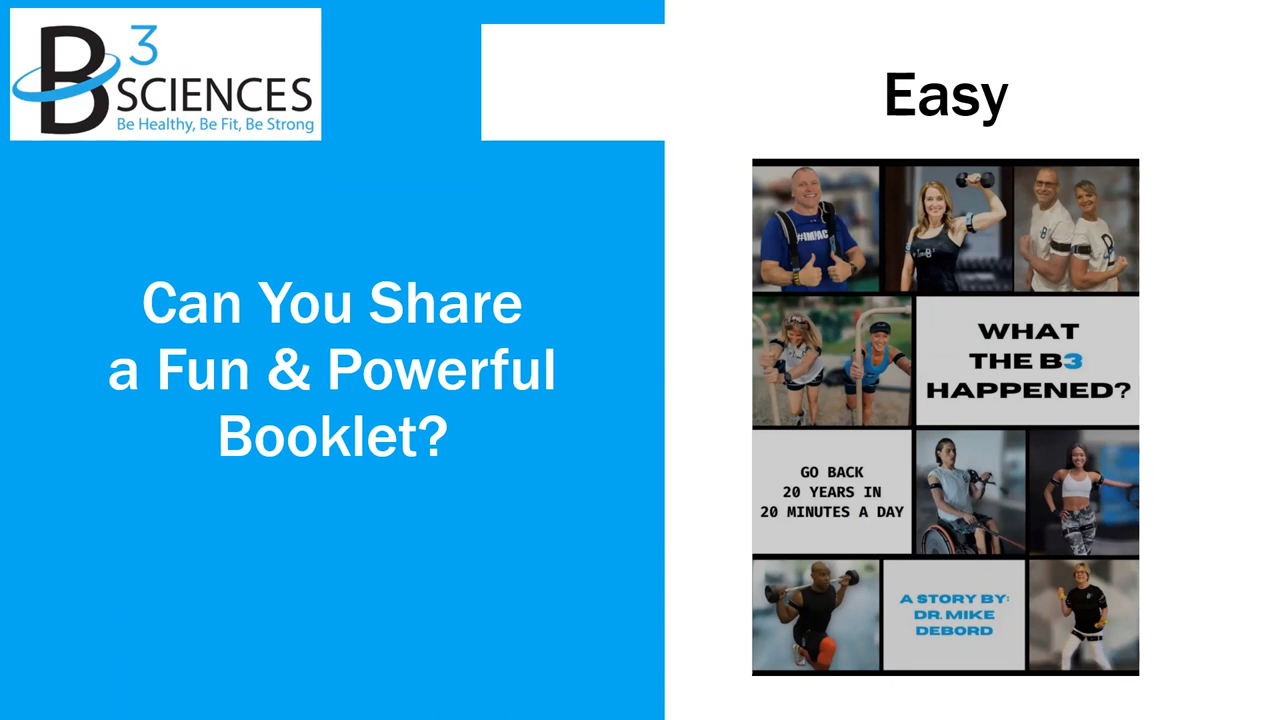 B3
SCIENCES
Be Healthy, Be Fit, Be Strong
Can You Share
a Fun & Powerful
Booklet?
Easy
#IMPAC
WHAT
THE B3
HAPPENED?
GO BACK
20 YEARS IN
20 MINUTES A DAY
A STORY BY:
DR. MIKE
DEBORD